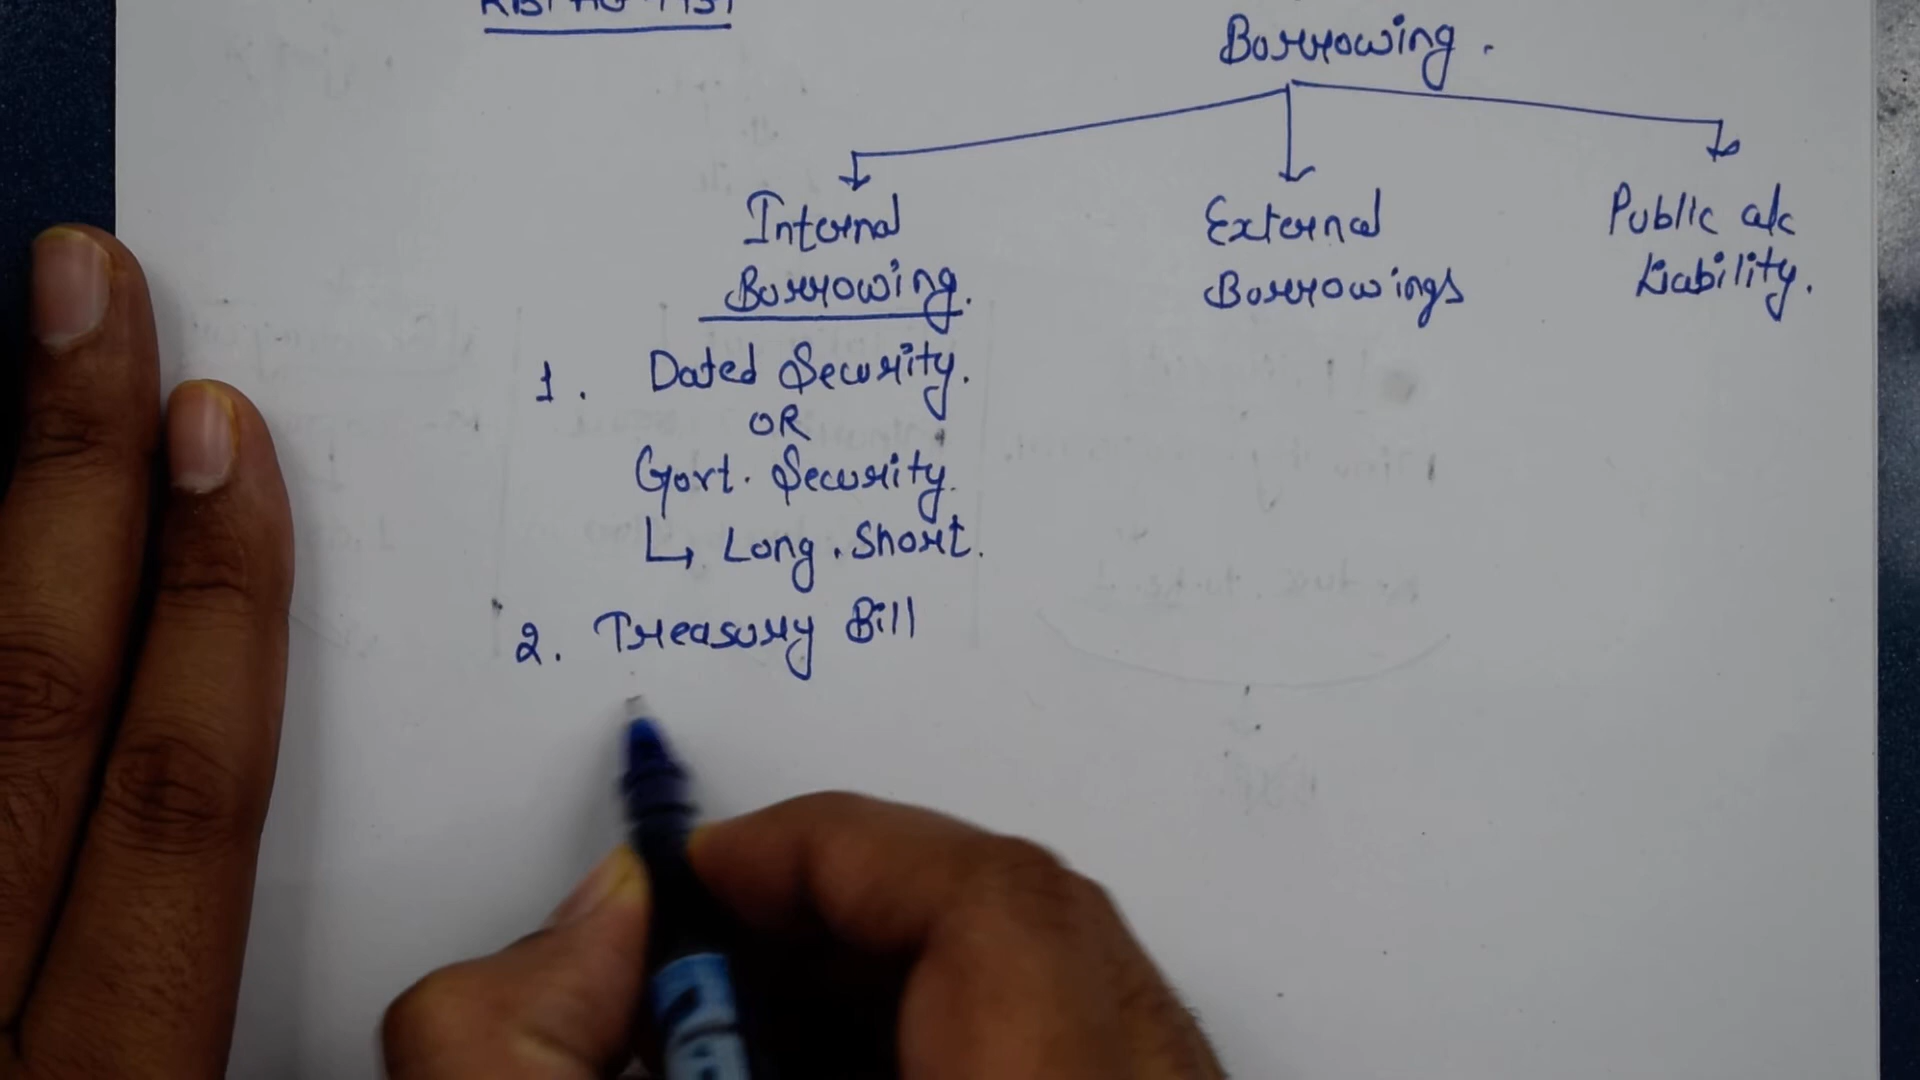 Borrowing.
Internal
Borrowing.
External
Borrowings
Public a/c
Liability.
1. Dated Security.
OR
Govt. Security.
↳ Long, Short.
2. Treasury Bill